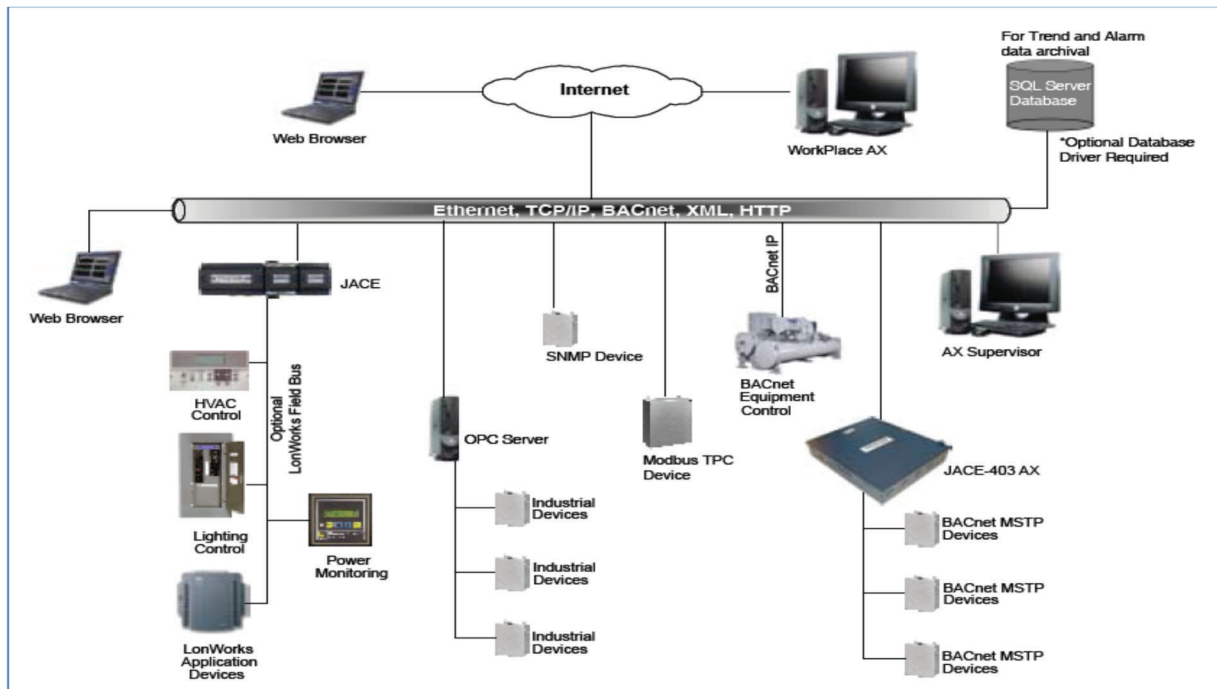 For Trend and Alarm
data archival
Internet
SQL Server
Database
Web Browser
WorkPlace AX
*Optional Database
Driver Required
Ethernet, TCP/IP, BACnet, XML, HTTP
JACE
BACnet IP
Web Browser
SNMP Device
AX Supervisor
BACnet
Equipment
Control
HVAC
Control
Optional
LonWorks Field Bus
OPC Server
Modbus TPC
Device
JACE-403 AX
Industrial
Devices
BACnet MSTP
Devices
Lighting
Control
Power
Monitoring
Industrial
Devices
BACnet MSTP
Devices
Industrial
Devices
BACnet MSTP
Devices
LonWorks
Application
Devices